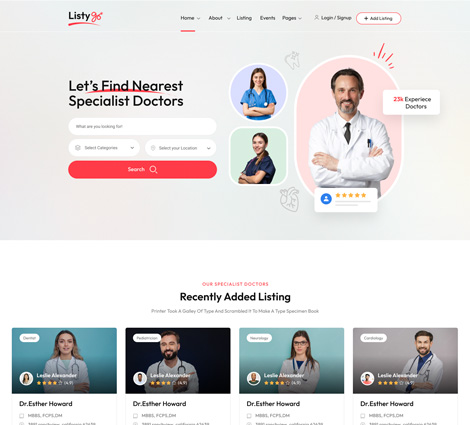 Listygo
Home
About
Listing
Events
Pages
Login / Signup
+ Add Listing
Let's Find Nearest
Specialist Doctors
What are you looking for?
Select Categories
Select your Location
Search
23k Experiece
Doctors
OUR SPECIALIST DOCTORS
Recently Added Listing
Printer Took A Galley Of Type And Scrambled It To Make A Type Specimen Book
Dental
Leslie Alexander
(4.9)
Dr.Esther Howard
MBBS, FCPS,DM
Pediatrician
Leslie Alexander
(4.9)
Dr.Esther Howard
MBBS, FCPS,DM
Neurology
Leslie Alexander
(4.9)
Dr.Esther Howard
MBBS, FCPS,DM
Cardiology
Leslie Alexander
(4.9)
Dr.Esther Howard
MBBS, FCPS,DM